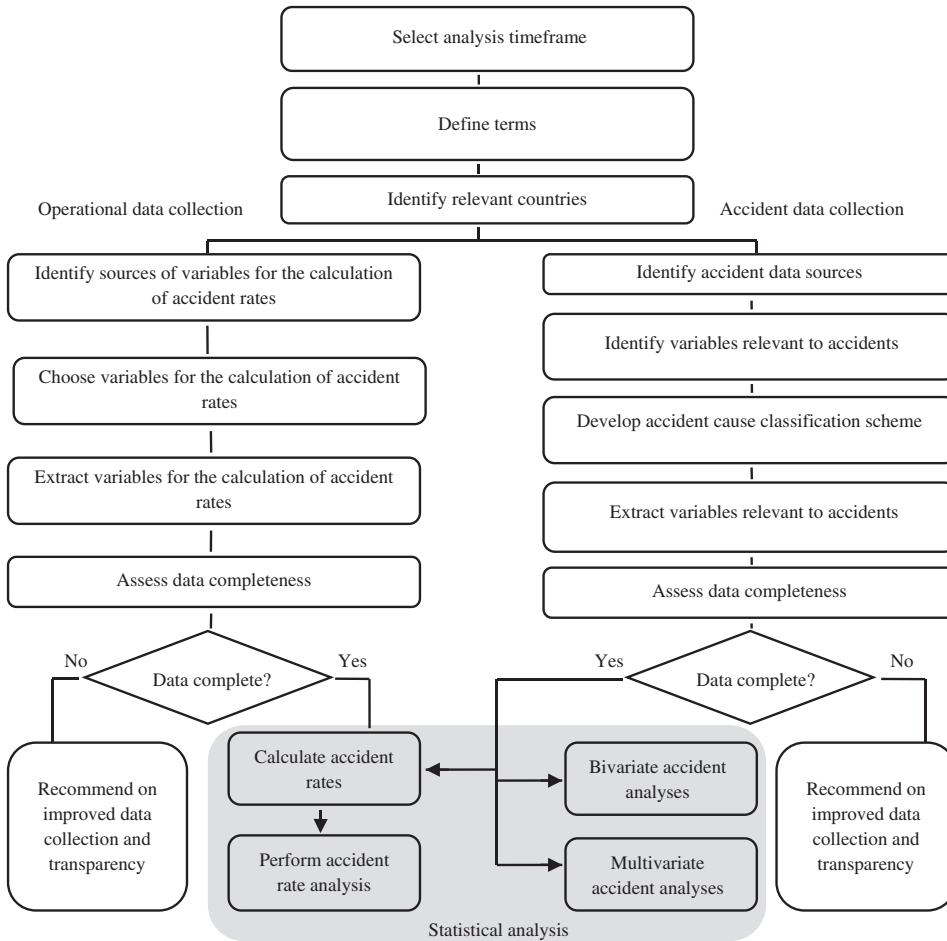 Select analysis timeframe
Define terms
Identify relevant countries
Operational data collection
Accident data collection
Identify sources of variables for the calculation
of accident rates
Choose variables for the calculation of accident
rates
Extract variables for the calculation of accident
rates
Assess data completeness
No
Data complete?
Yes
Recommend on
improved data
collection and
transparency
Identify accident data sources
Identify variables relevant to accidents
Develop accident cause classification scheme
Extract variables relevant to accidents
Assess data completeness
Yes
Data complete?
No
Recommend on
improved data
collection and
transparency
Calculate accident
rates
Perform accident
rate analysis
Bivariate accident
analyses
Multivariate
accident analyses
Statistical analysis